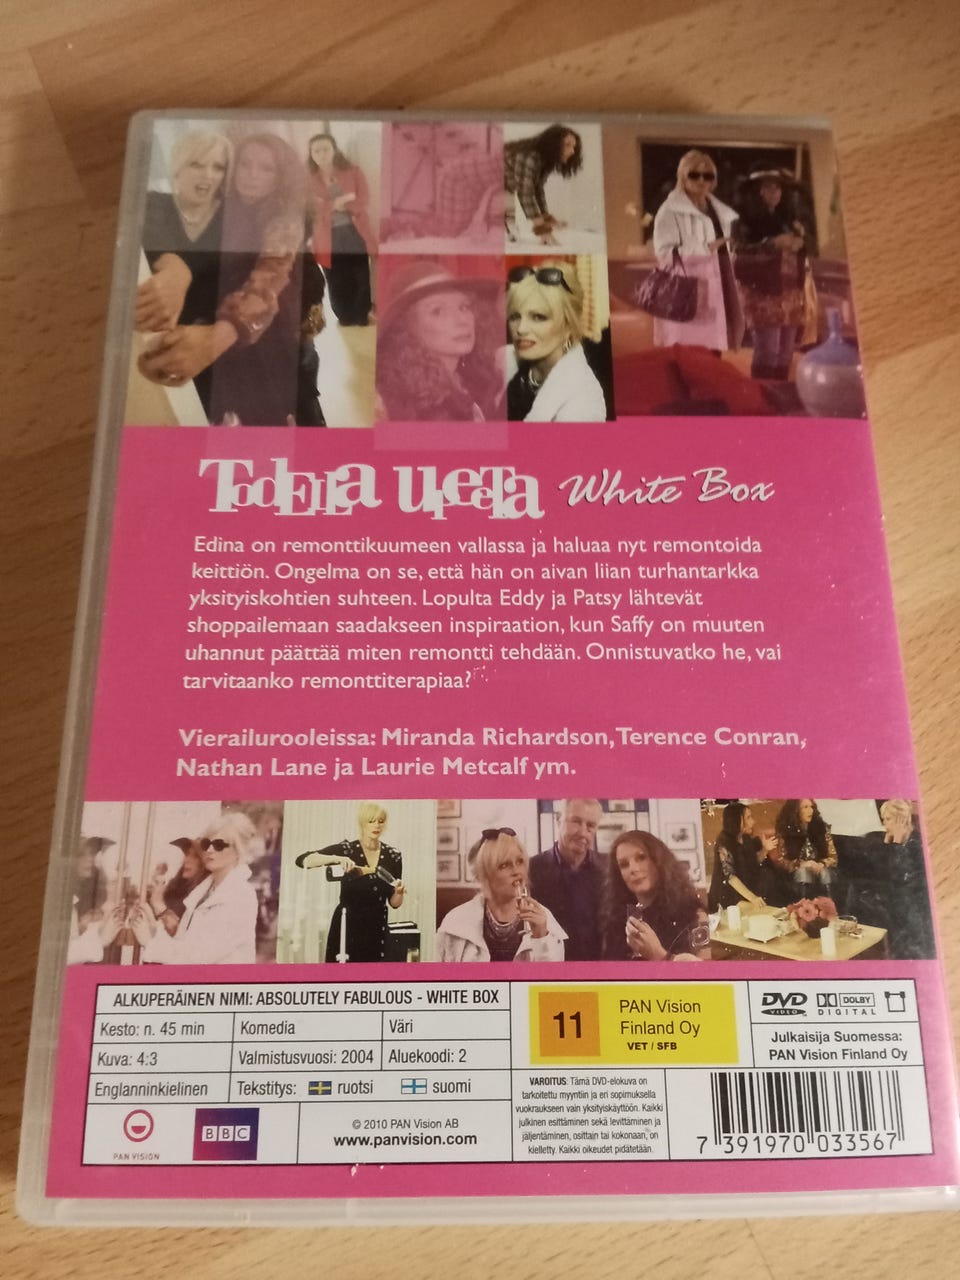 TodELLa upeeta White Box
Edina on remonttikuumeen vallassa ja haluaa nyt remontoida
keittiön. Ongelma on se, että hän on aivan liian turhantarkka
yksityiskohtien suhteen. Lopulta Eddy ja Patsy lähtevät
shoppailemaan saadakseen inspiraation, kun Saffy on muuten
uhannut päättää miten remontti tehdään. Onnistuvatko he, vai
tarvitaanko remonttiterapiaa?
Vierailurooleissa: Miranda Richardson, Terence Conran,
Nathan Lane ja Laurie Metcalf ym.
ALKUPERÄINEN NIMI: ABSOLUTELY FABULOUS - WHITE BOX
Kesto: n. 45 min
Komedia
Väri
Kuva: 4:3
Valmistusvuosi: 2004
Aluekoodi: 2
Englanninkielinen
Tekstitys: ruotsi suomi
PAN VISION
BBC
© 2010 PAN Vision AB
www.panvision.com
11
PAN Vision
Finland Oy
VET / SFB
DVD
VIDEO
DOLBY
DIGITAL
Julkaisija Suomessa:
PAN Vision Finland Oy
VAROITUS: Tämä DVD-elokuva on
tarkoitettu myyntiin ja eri sopimuksella
vuokraukseen vain yksityiskäyttöön. Kaikki
julkinen esittäminen sekä levittäminen ja
jäljentäminen, osittain tai kokonaan, on
kielletty. Kaikki oikeudet pidätetään.
7 391970 033567